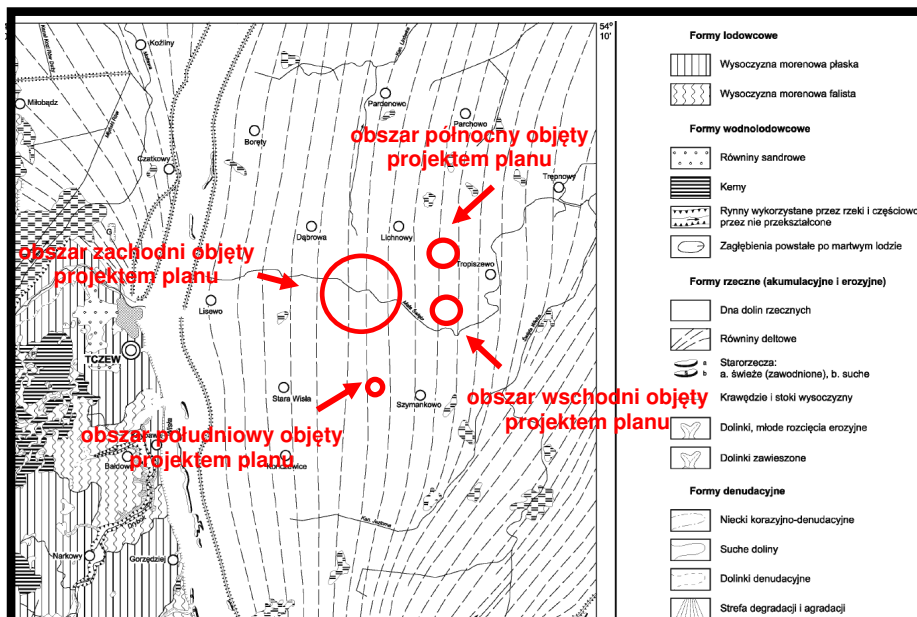 54°
10'
Koźliny
Miłobądz
Pardenowo
Parchowo
Boręty
obszar północny objęty
projektem planu
Czatkowy
Trępnowy
Dąbrowa
Lichnowy
obszar zachodni objęty
projektem planu
Tropiszewo
Lisewo
TCZEW
Stara Wisła
Szymankowo
obszar wschodni objęty
projektem planu
obszar południowy objęty
projektem planu
Bałdowo
Kończewice
Narkowy
Gorzędziej
Formy lodowcowe
Wysoczyzna morenowa płaska
Wysoczyzna morenowa falista
Formy wodnolodowcowe
Równiny sandrowe
Kemy
Rynny wykorzystane przez rzeki i częściowo
przez nie przekształcone
Zagłębienia powstałe po martwym lodzie
Formy rzeczne (akumulacyjne i erozyjne)
Dna dolin rzecznych
Równiny deltowe
a
b
Starorzecza:
a. świeże (zawodnione), b. suche
Krawędzie i stoki wysoczyzny
Dolinki, młode rozcięcia erozyjne
Dolinki zawieszone
Formy denudacyjne
Niecki korazyjno-denudacyjne
Suche doliny
Dolinki denudacyjne
Strefa degradacji i agradacji